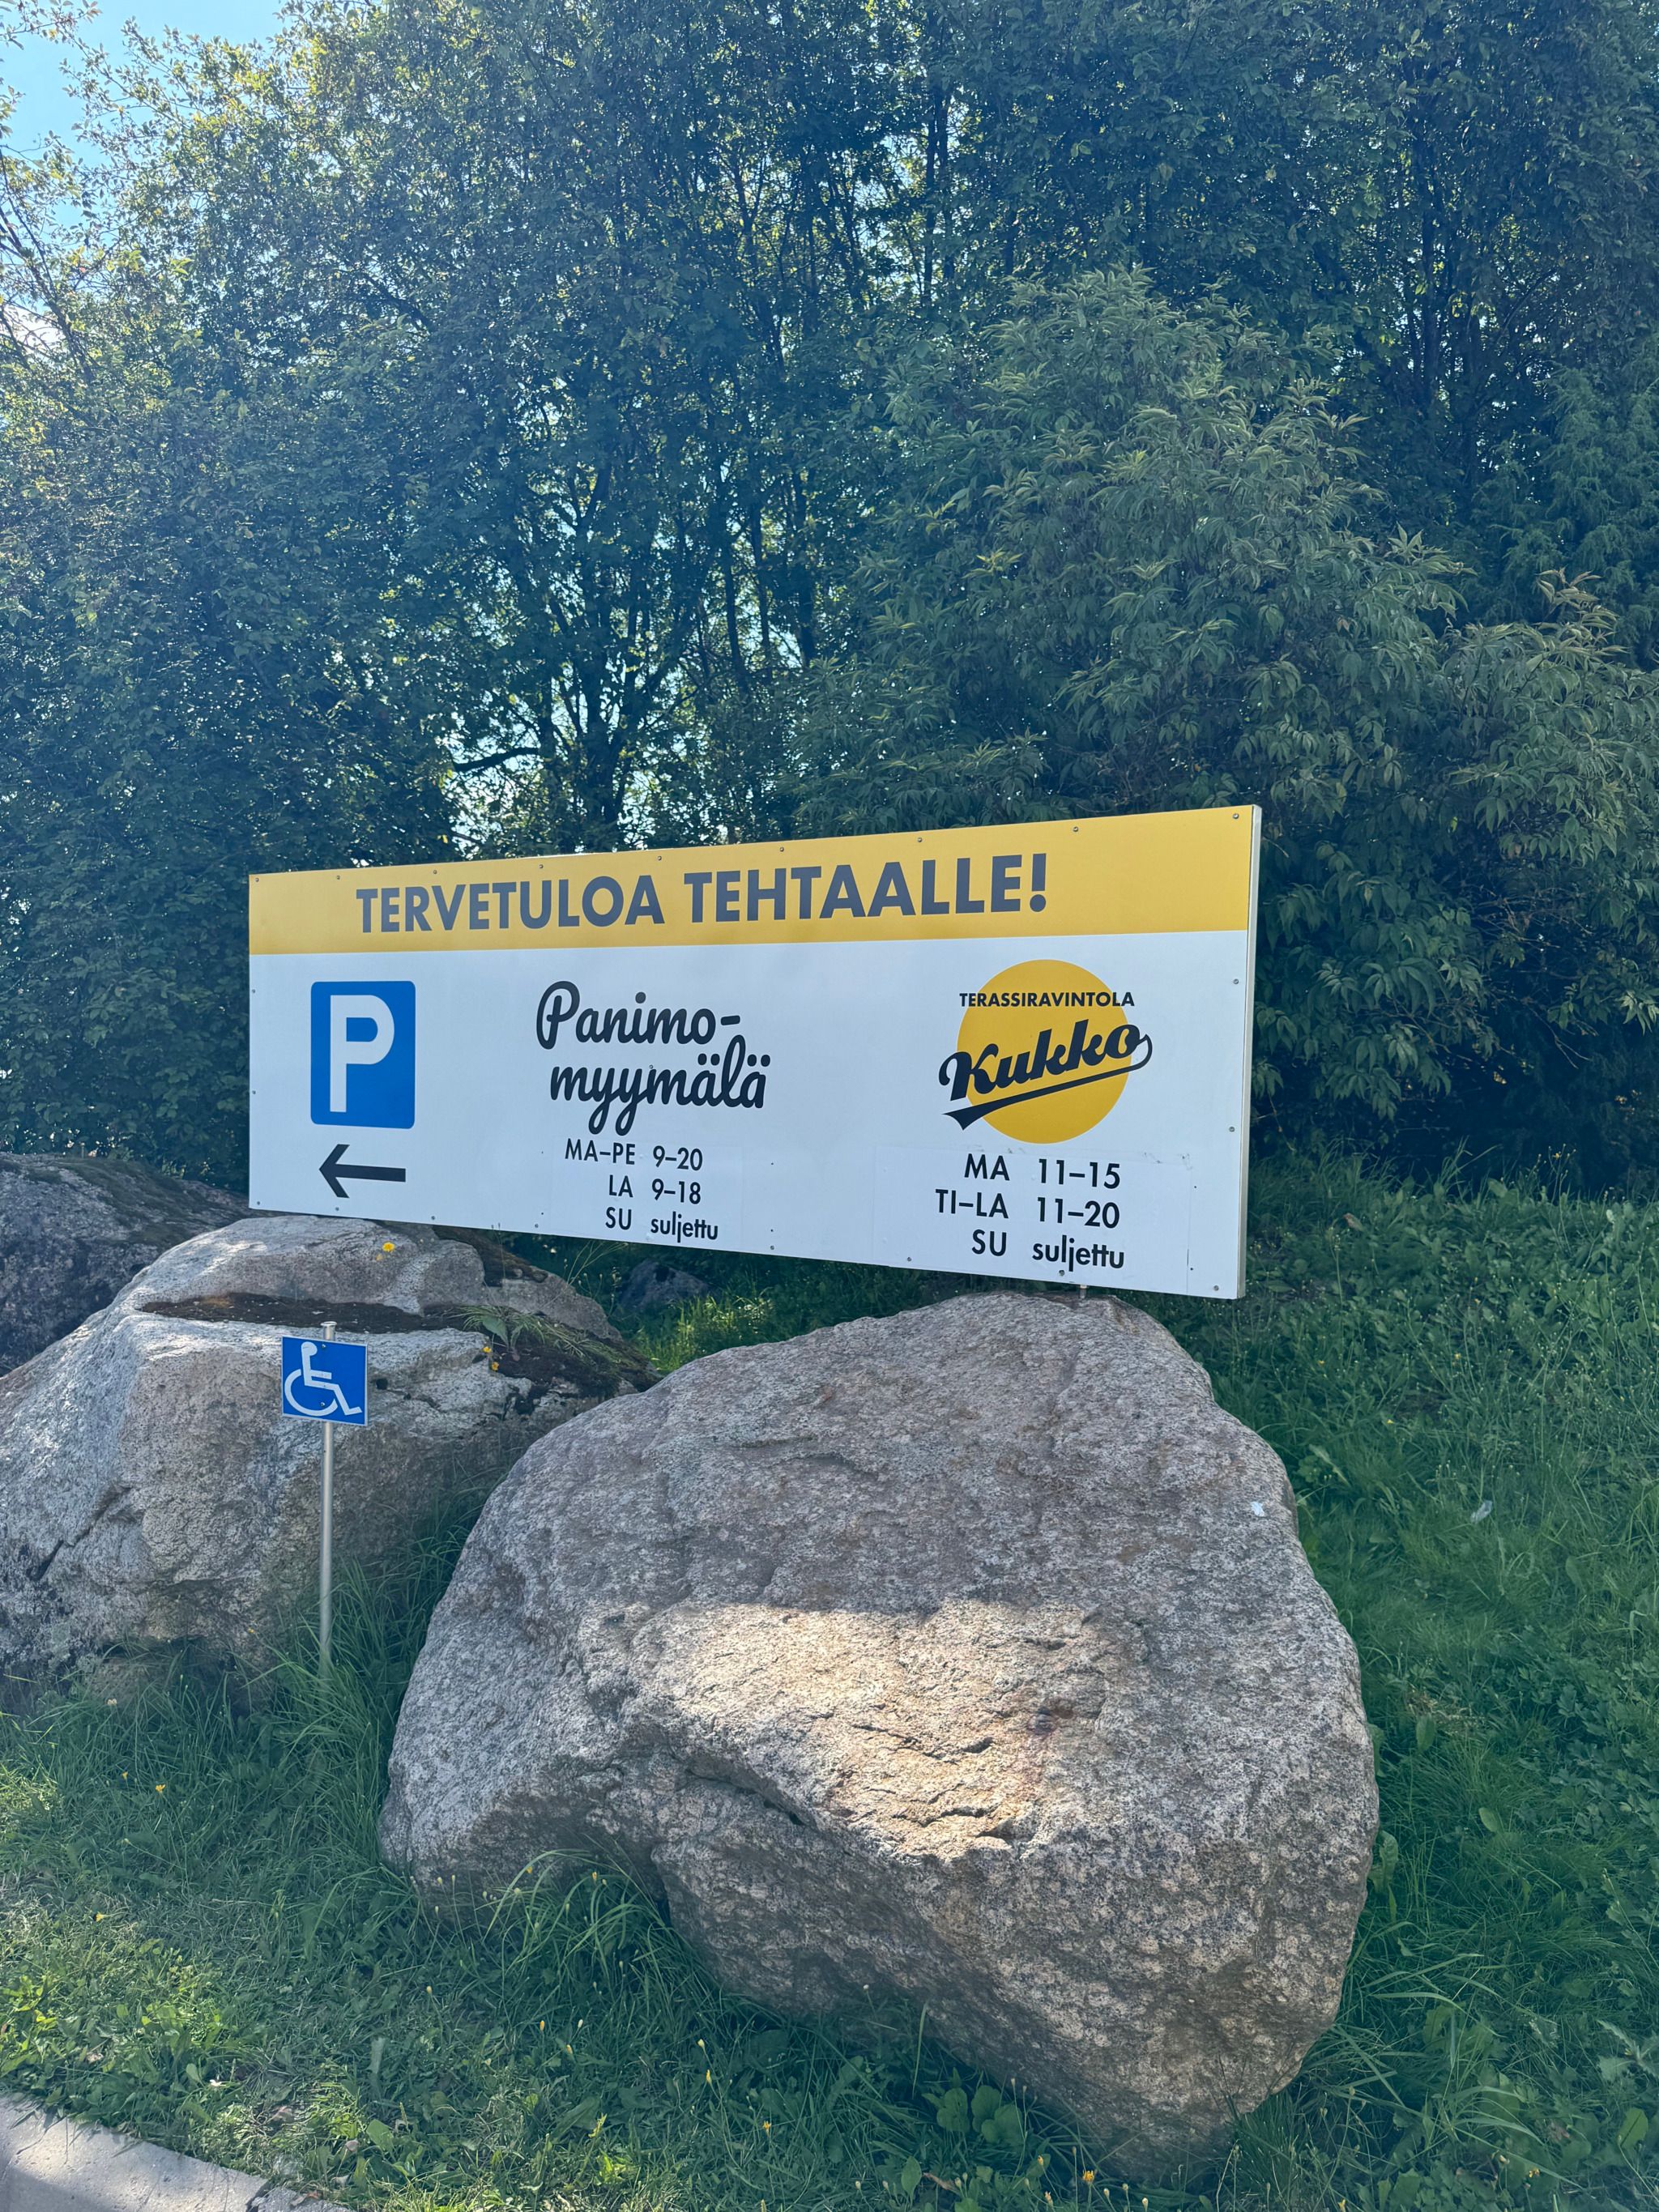 TERVETULOA TEHTAALLE!
P
Panimo-
myymälä
MA–PE 9–20
LA 9–18
SU suljettu
TERASSIRAVINTOLA
Kukko
MA 11–15
TI–LA 11–20
SU suljettu